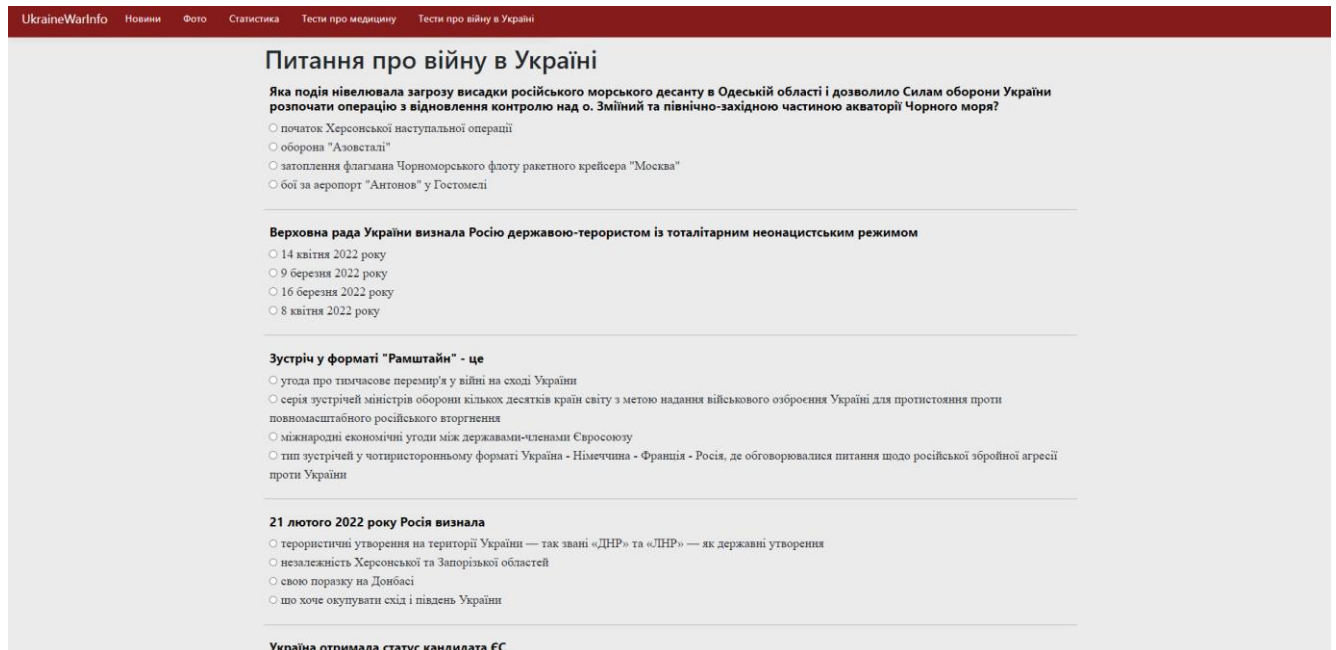 UkraineWarInfo Новини Фото Статистика Тести про медицину Тести про війну в Україні
Питання про війну в Україні
Яка подія нівелювала загрозу висадки російського морського десанту в Одеській області і дозволило Силам оборони України
розпочати операцію з відновлення контролю над о. Зміїний та північно-західною частиною акваторії Чорного моря?
початок Херсонської наступальної операції
оборона "Азовсталі"
затоплення флагмана Чорноморського флоту ракетного крейсера "Москва"
бої за аеропорт "Антонов" у Гостомелі
Верховна рада України визнала Росію державою-терористом із тоталітарним неонацистським режимом
14 квітня 2022 року
9 березня 2022 року
16 березня 2022 року
8 квітня 2022 року
Зустріч у форматі "Рамштайн" - це
угода про тимчасове перемир'я у війні на сході України
серія зустрічей міністрів оборони кількох десятків країн світу з метою надання військового озброєння Україні для протистояння проти
повномасштабного російського вторгнення
міжнародні економічні угоди між державами-членами Євросоюзу
тип зустрічей у чотиристоронньому форматі Україна - Німеччина - Франція - Росія, де обговорювалися питання щодо російської збройної агресії
проти України
21 лютого 2022 року Росія визнала
терористичні утворення на території України — так звані «ДНР» та «ЛНР» — як державні утворення
незалежність Херсонської та Запорізької областей
свою поразку на Донбасі
що хоче окупувати схід і південь України
Україна отримала статус кандидата ЄС